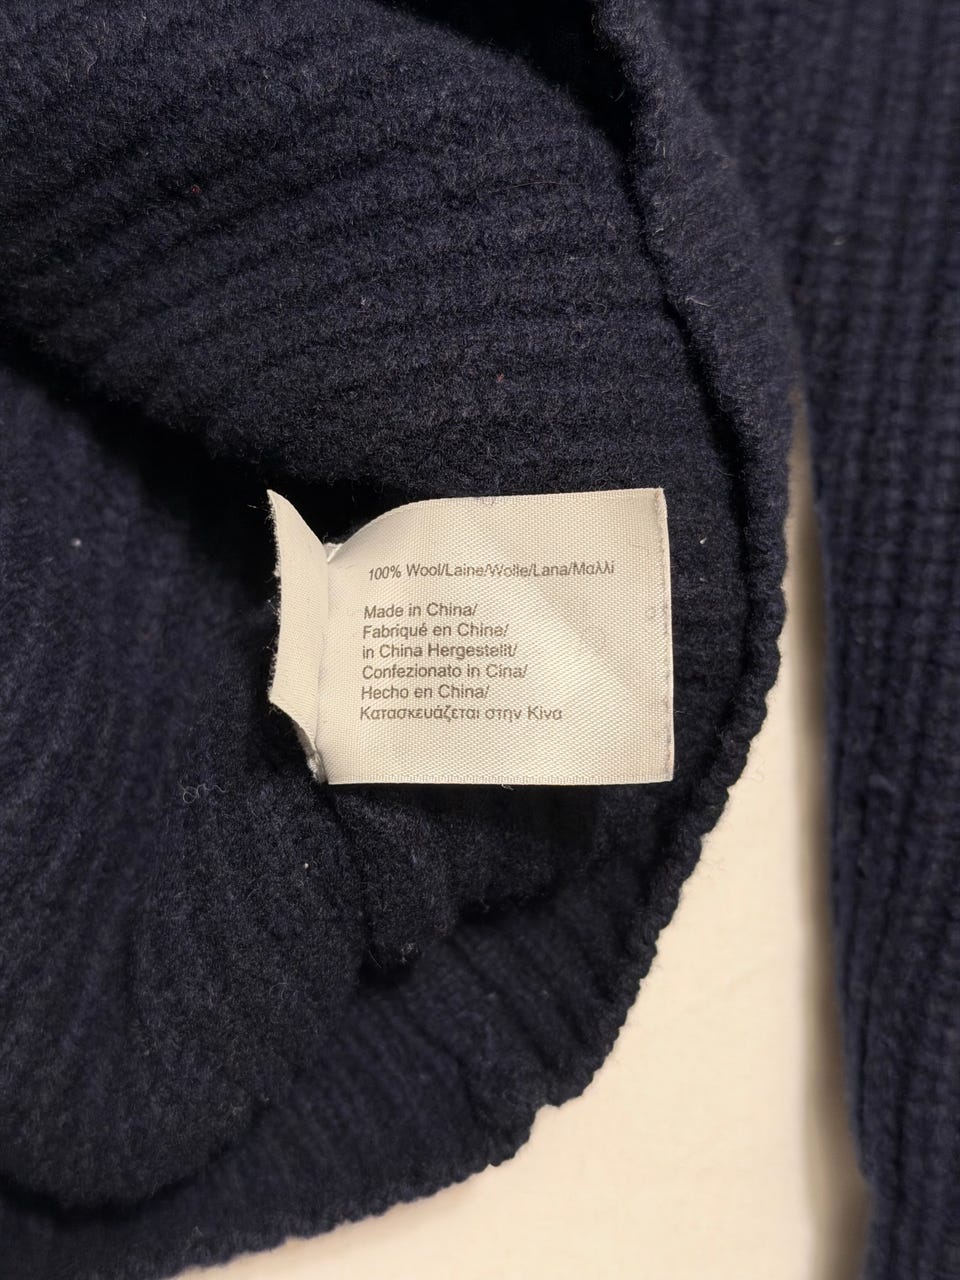 100% Wool/Laine/Wolle/Lana/Μαλλί
Made in China/
Fabriqué en Chine/
in China Hergestellt/
Confezionato in Cina/
Hecho en China/
Κατασκευάζεται στην Κίνα